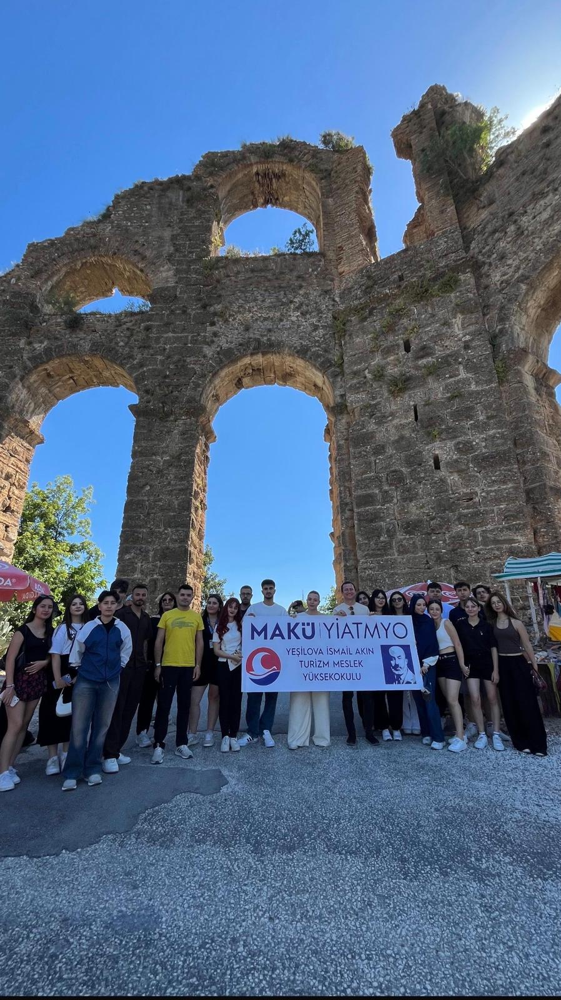 MAKÜ | YİATMYO
YEŞİLOVA İSMAİL AKIN
TURİZM MESLEK
YÜKSEKOKULU